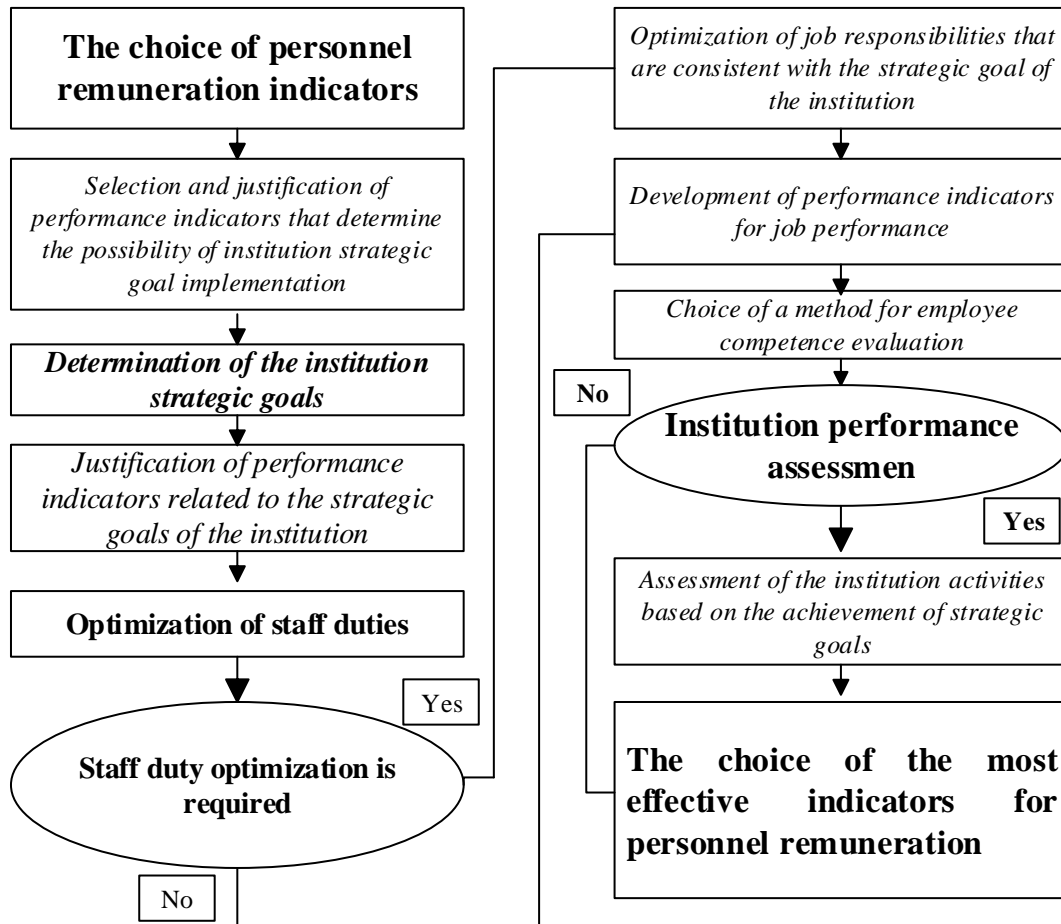 The choice of personnel
remuneration indicators
Selection and justification of
performance indicators that determine
the possibility of institution strategic
goal implementation
Determination of the institution
strategic goals
Justification of performance
indicators related to the strategic
goals of the institution
Optimization of staff duties
Yes
Staff duty optimization is
required
No
Optimization of job responsibilities that
are consistent with the strategic goal of
the institution
Development of performance indicators
for job performance
Choice of a method for employee
competence evaluation
No
Institution performance
assessmen
Yes
Assessment of the institution activities
based on the achievement of strategic
goals
The choice of the most
effective indicators for
personnel remuneration